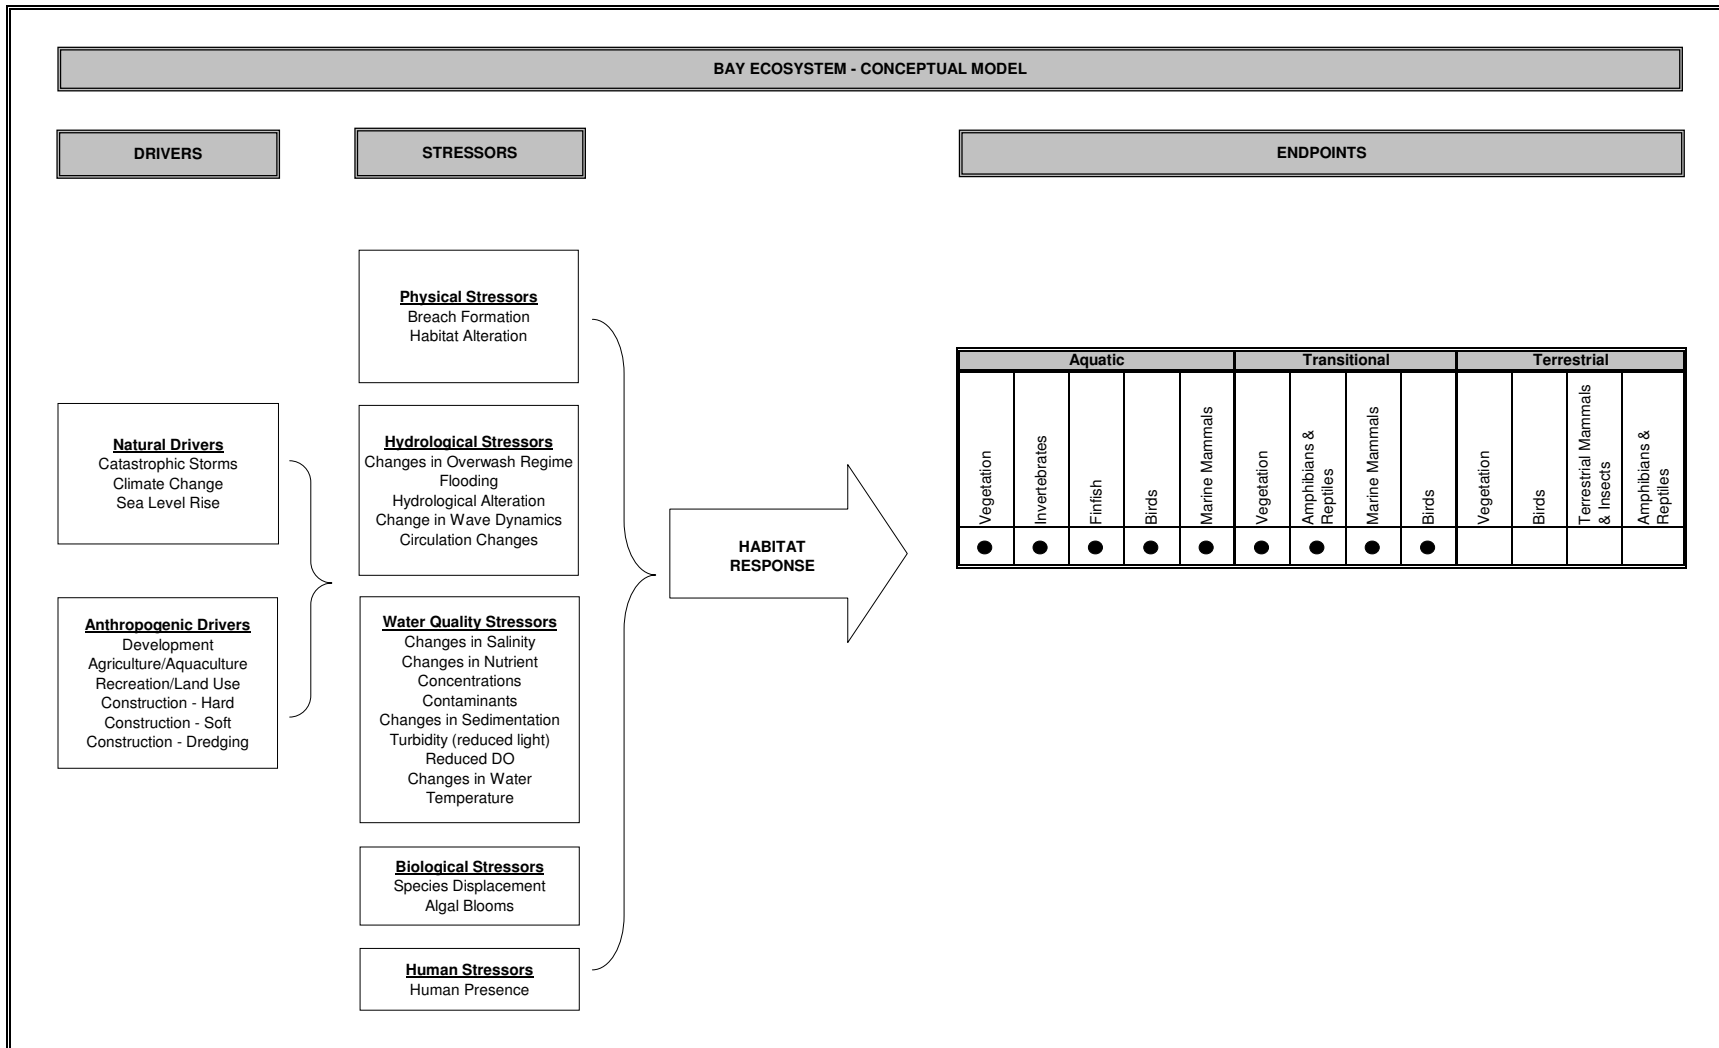 BAY ECOSYSTEM - CONCEPTUAL MODEL
DRIVERS
STRESSORS
ENDPOINTS
Natural Drivers
Catastrophic Storms
Climate Change
Sea Level Rise
Anthropogenic Drivers
Development
Agriculture/Aquaculture
Recreation/Land Use
Construction - Hard
Construction - Soft
Construction - Dredging
Physical Stressors
Breach Formation
Habitat Alteration
Hydrological Stressors
Changes in Overwash Regime
Flooding
Hydrological Alteration
Change in Wave Dynamics
Circulation Changes
Water Quality Stressors
Changes in Salinity
Changes in Nutrient
Concentrations
Contaminants
Changes in Sedimentation
Turbidity (reduced light)
Reduced DO
Changes in Water
Temperature
Biological Stressors
Species Displacement
Algal Blooms
Human Stressors
Human Presence
HABITAT
RESPONSE
Aquatic
Transitional
Terrestrial
Vegetation
Invertebrates
Finfish
Birds
Marine Mammals
Vegetation
Amphibians &
Reptiles
Marine Mammals
Birds
Vegetation
Birds
Terrestrial Mammals
& Insects
Amphibians &
Reptiles